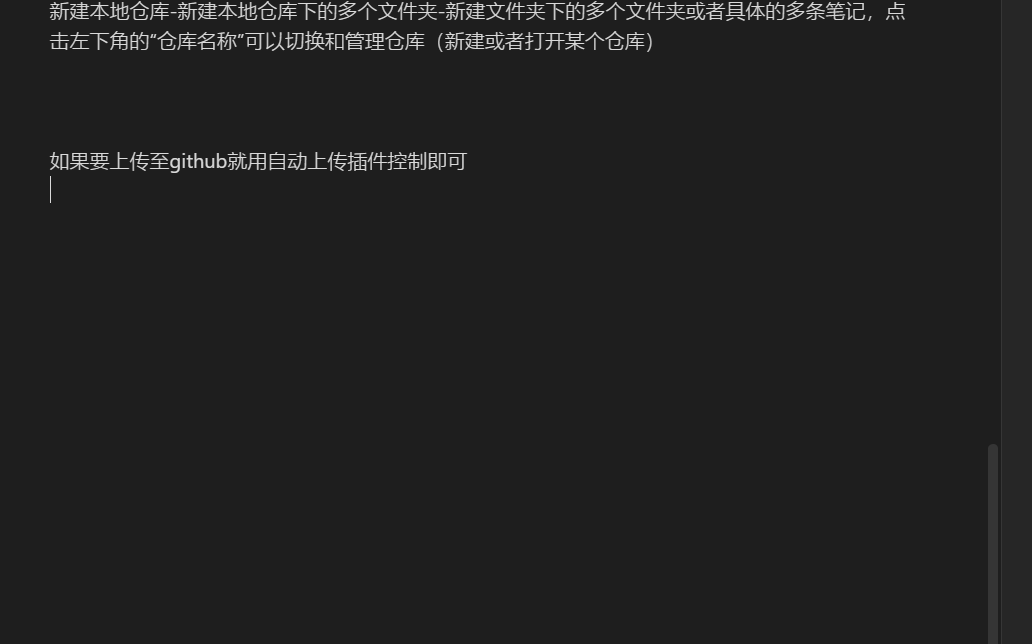 新建本地仓库-新建本地仓库下的多个文件夹-新建文件夹下的多个文件夹或者具体的多条笔记，点
击左下角的“仓库名称”可以切换和管理仓库（新建或者打开某个仓库）
如果要上传至github就用自动上传插件控制即可